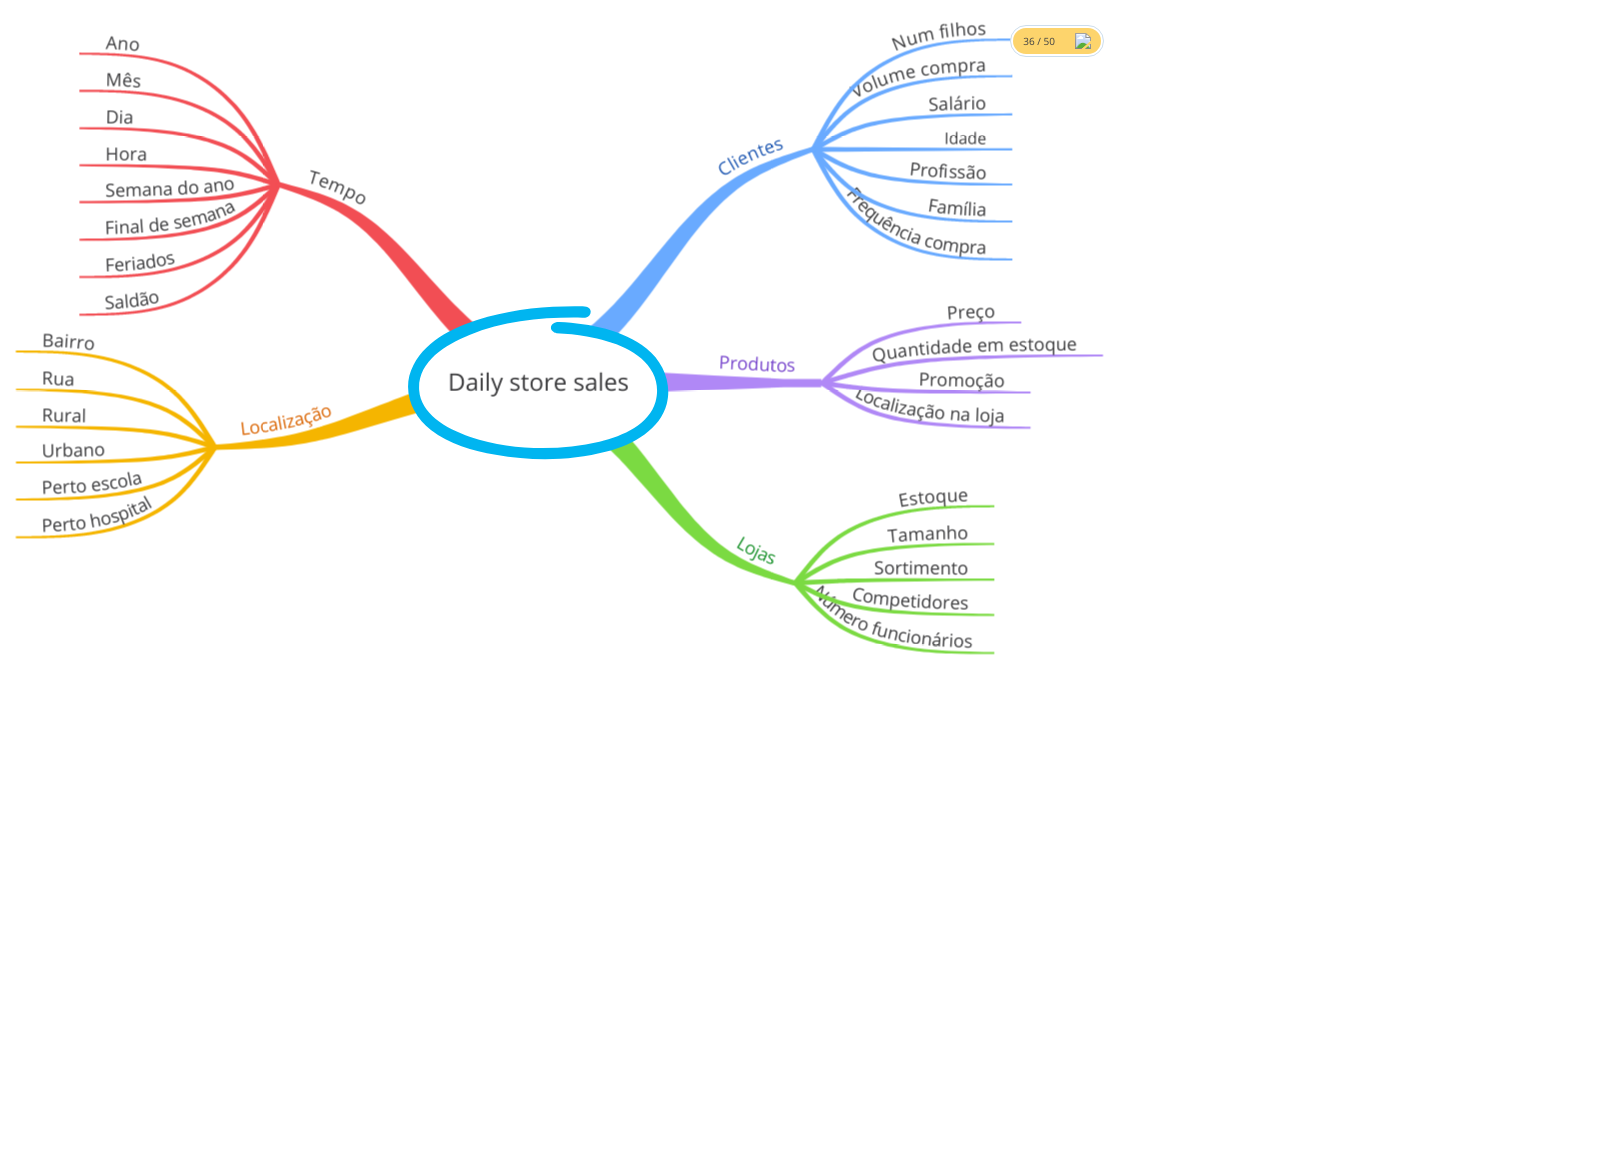 Daily store sales
Tempo
Ano
Mês
Dia
Hora
Semana do ano
Final de semana
Feriados
Saldão
Localização
Bairro
Rua
Rural
Urbano
Perto escola
Perto hospital
Clientes
Num filhos
36 / 50
Volume compra
Salário
Idade
Profissão
Família
Frequência compra
Produtos
Preço
Quantidade em estoque
Promoção
Localização na loja
Lojas
Estoque
Tamanho
Sortimento
Competidores
Número funcionários